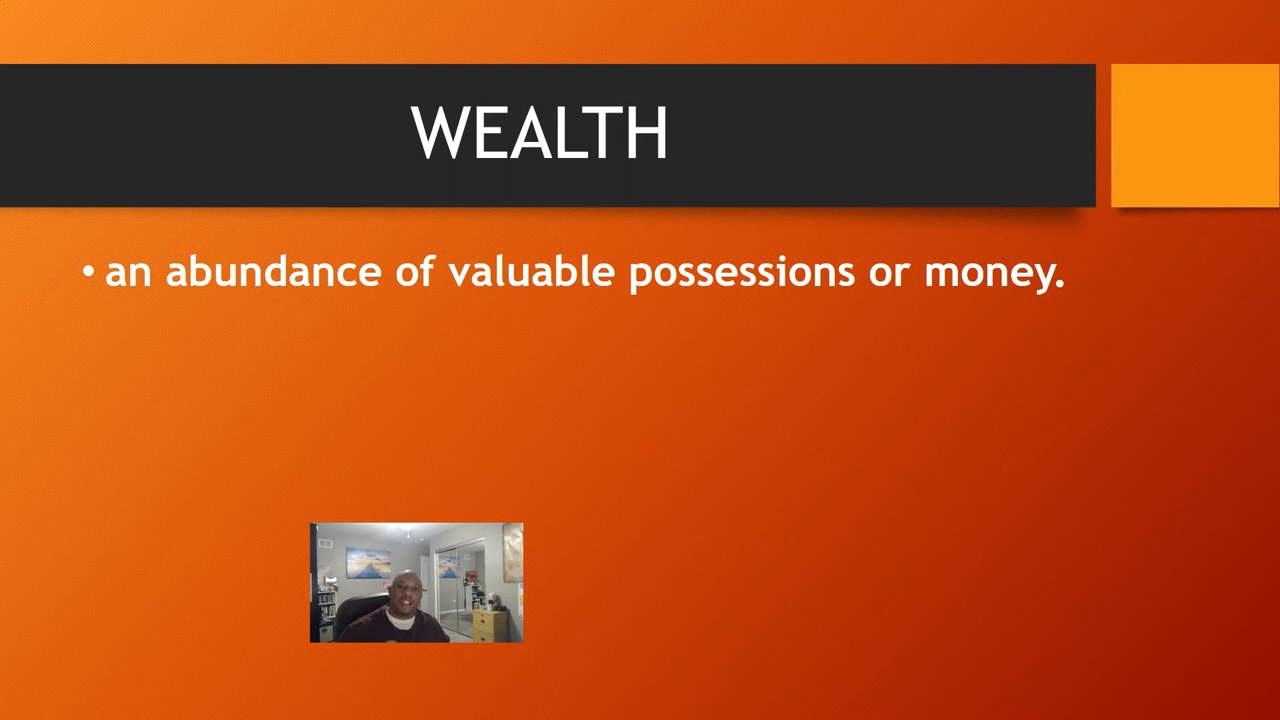 WEALTH
• an abundance of valuable possessions or money.